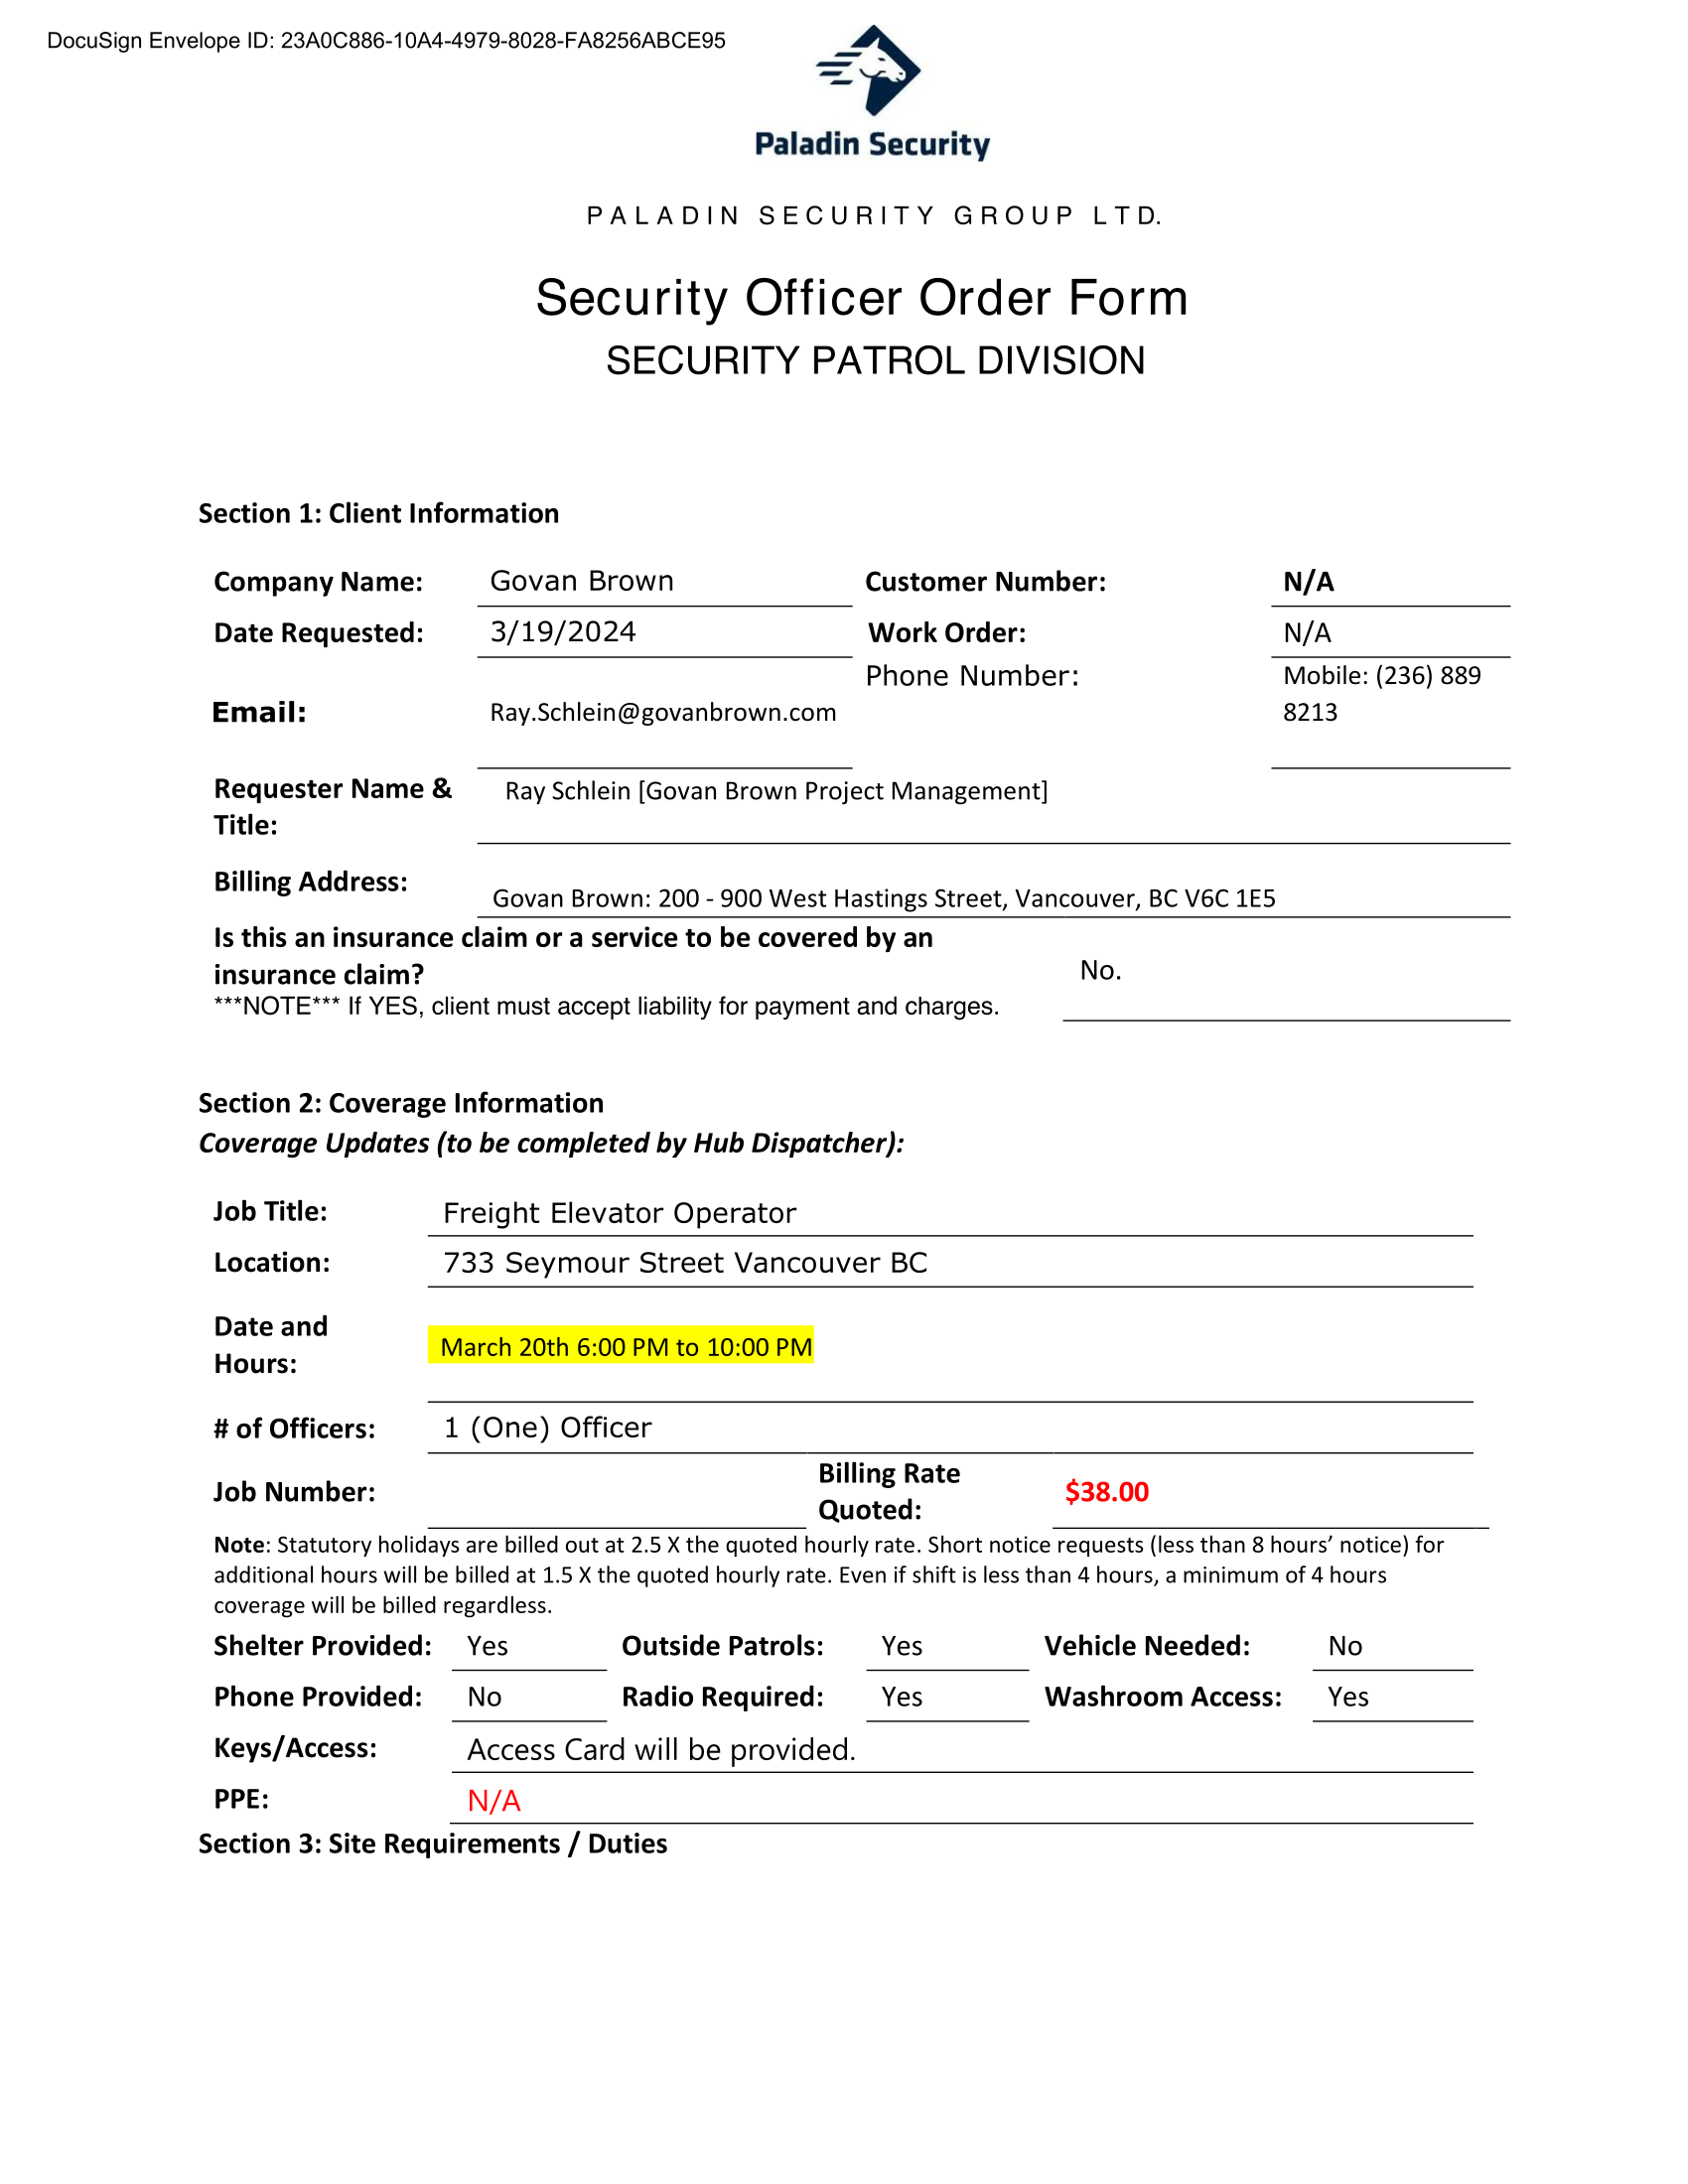 DocuSign Envelope ID: 23A0C886-10A4-4979-8028-FA8256ABCE95
Paladin Security
PALADIN SECURITY GROUP LTD.
Security Officer Order Form
SECURITY PATROL DIVISION
Section 1: Client Information
Company Name: Govan Brown Customer Number: N/A
Date Requested: 3/19/2024 Work Order: N/A
Phone Number: Mobile: (236) 889
Email: Ray.Schlein@govanbrown.com 8213
Requester Name & Ray Schlein [Govan Brown Project Management]
Title:
Billing Address: Govan Brown: 200 - 900 West Hastings Street, Vancouver, BC V6C 1E5
Is this an insurance claim or a service to be covered by an
insurance claim? No.
***NOTE*** If YES, client must accept liability for payment and charges.
Section 2: Coverage Information
Coverage Updates (to be completed by Hub Dispatcher):
Job Title: Freight Elevator Operator
Location: 733 Seymour Street Vancouver BC
Date and
Hours: March 20th 6:00 PM to 10:00 PM
# of Officers: 1 (One) Officer
Job Number: Billing Rate
Quoted: $38.00
Note: Statutory holidays are billed out at 2.5 X the quoted hourly rate. Short notice requests (less than 8 hours’ notice) for
additional hours will be billed at 1.5 X the quoted hourly rate. Even if shift is less than 4 hours, a minimum of 4 hours
coverage will be billed regardless.
Shelter Provided: Yes Outside Patrols: Yes Vehicle Needed: No
Phone Provided: No Radio Required: Yes Washroom Access: Yes
Keys/Access: Access Card will be provided.
PPE: N/A
Section 3: Site Requirements / Duties